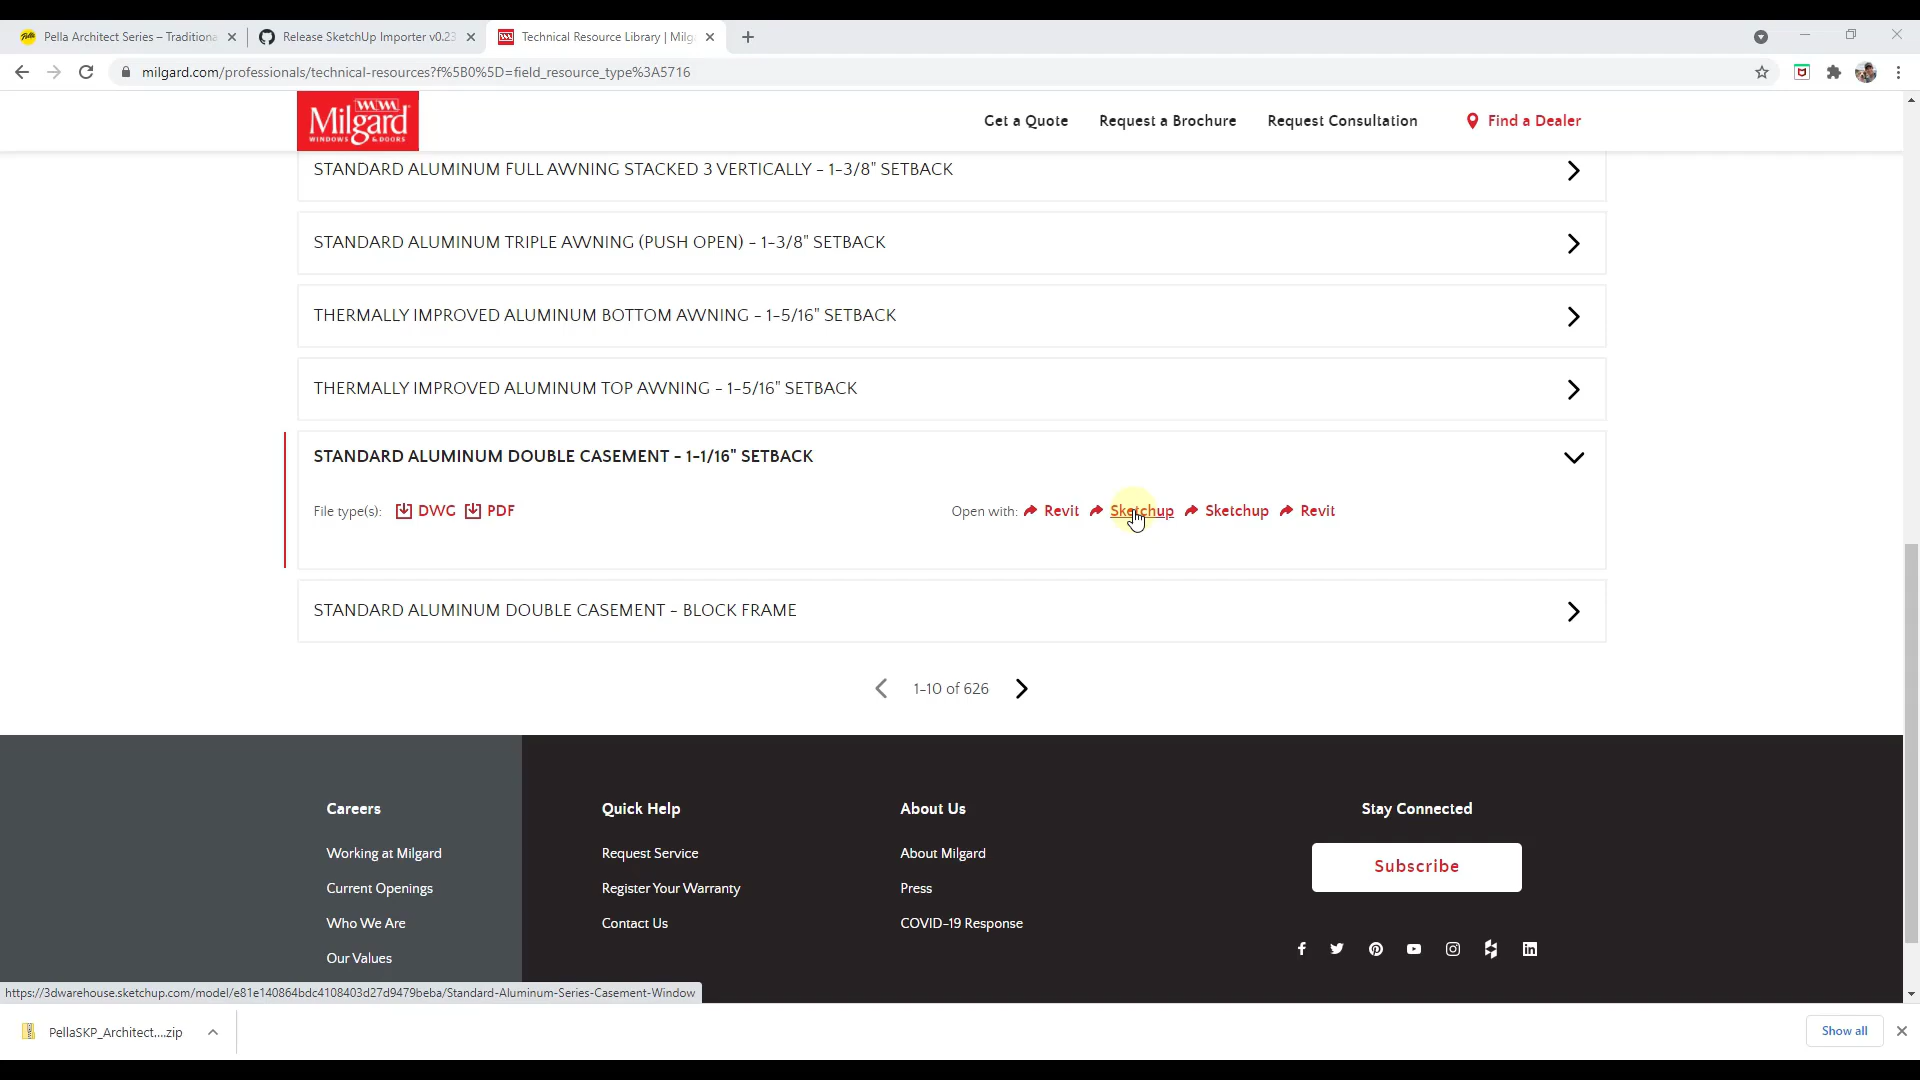 Pella Architect Series – Traditiona
Release SketchUp Importer v0.23
Technical Resource Library | Milg
milgard.com/professionals/technical-resources?f%5B0%5D=field_resource_type%3A5716
Milgard
WINDOWS & DOORS
Get a Quote
Request a Brochure
Request Consultation
Find a Dealer
STANDARD ALUMINUM FULL AWNING STACKED 3 VERTICALLY - 1-3/8" SETBACK
STANDARD ALUMINUM TRIPLE AWNING (PUSH OPEN) - 1-3/8" SETBACK
THERMALLY IMPROVED ALUMINUM BOTTOM AWNING - 1-5/16" SETBACK
THERMALLY IMPROVED ALUMINUM TOP AWNING - 1-5/16" SETBACK
STANDARD ALUMINUM DOUBLE CASEMENT - 1-1/16" SETBACK
File type(s): DWG PDF
Open with: Revit Sketchup Sketchup Revit
STANDARD ALUMINUM DOUBLE CASEMENT - BLOCK FRAME
1-10 of 626
Careers
Working at Milgard
Current Openings
Who We Are
Our Values
Quick Help
Request Service
Register Your Warranty
Contact Us
About Us
About Milgard
Press
COVID-19 Response
Stay Connected
Subscribe
https://3dwarehouse.sketchup.com/model/e81e140864bdc4108403d27d9479beba/Standard-Aluminum-Series-Casement-Window
PellaSKP_Architect....zip
Show all